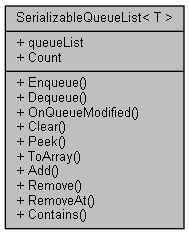 SerializableQueueList< T >
+ queueList
+ Count
+ Enqueue()
+ Dequeue()
+ OnQueueModified()
+ Clear()
+ Peek()
+ ToArray()
+ Add()
+ Remove()
+ RemoveAt()
+ Contains()